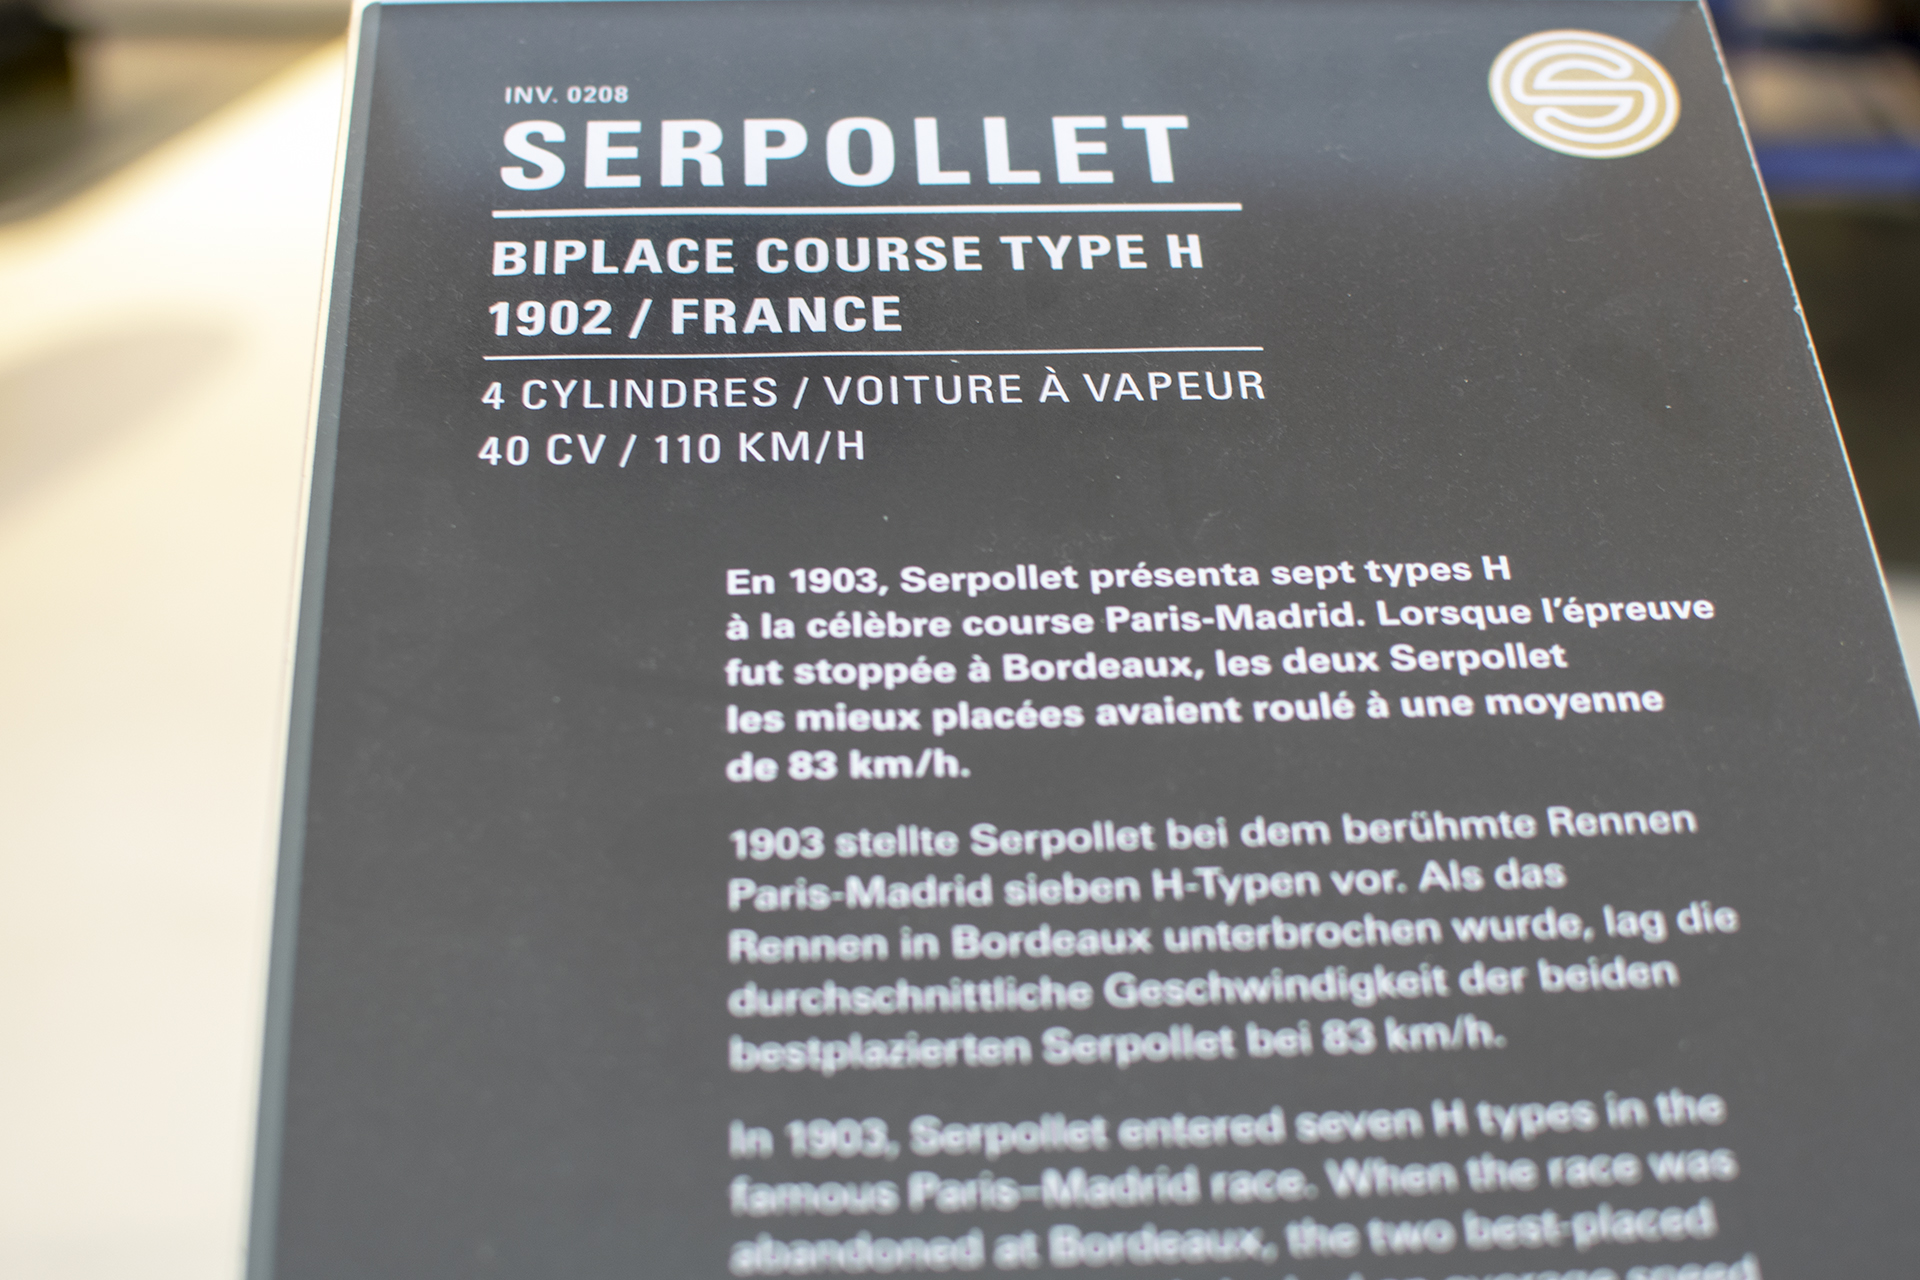 INV. 0208
SERPOLLET
BIPLACE COURSE TYPE H
1902 / FRANCE
4 CYLINDRES / VOITURE À VAPEUR
40 CV / 110 KM/H
En 1903, Serpollet présenta sept types H
à la célèbre course Paris-Madrid. Lorsque l'épreuve
fut stoppée à Bordeaux, les deux Serpollet
les mieux placées avaient roulé à une moyenne
de 83 km/h.
1903 stellte Serpollet bei dem berühmte Rennen
Paris-Madrid sieben H-Typen vor. Als das
Rennen in Bordeaux unterbrochen wurde, lag die
durchschnittliche Geschwindigkeit der beiden
bestplazierten Serpollet bei 83 km/h.
In 1903, Serpollet entered seven H types in the
famous Paris–Madrid race. When the race was
abandoned at Bordeaux, the two best-placed
average speed